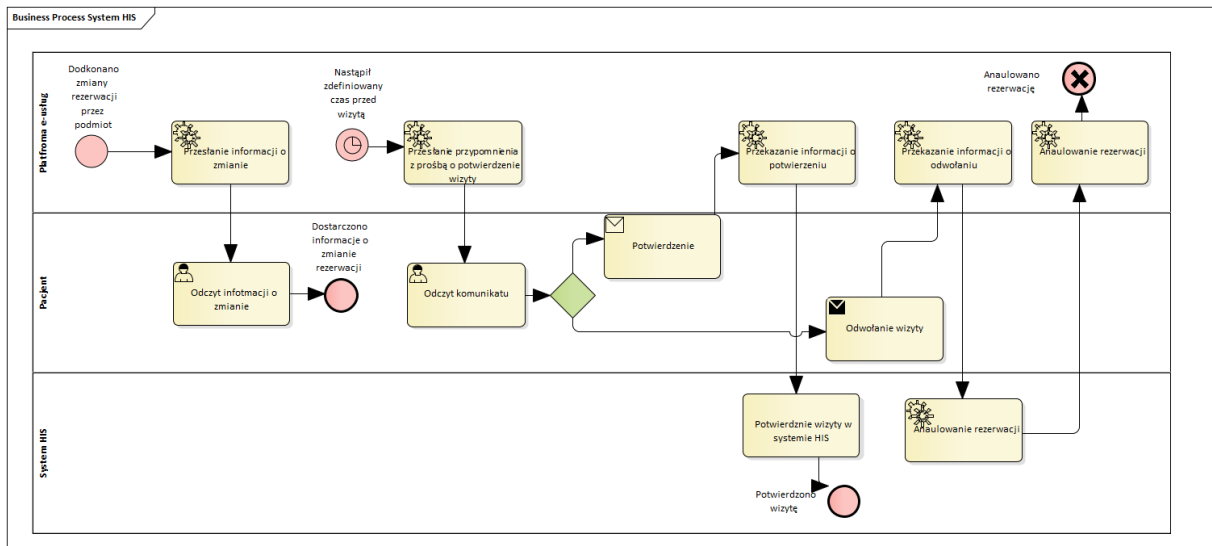 Business Process System HIS
Platfroma e-usług
Dodkonano
zmiany
rezerwacji
przez
podmiot
Przesłanie informacji o
zmianie
Nastąpił
zdefiniowany
czas przed
wizytą
Przesłanie przypomnienia
z prośbą o potwierdzenie
wizyty
Przekazanie informacji o
potwierzeniu
Przekazanie informacji o
odwołaniu
Anaulowano
rezerwację
Anaulowanie rezerwacji
Pacjent
Odczyt infotmacji o
zmianie
Dostarczono
informacje o
zmianie
rezerwacji
Odczyt komunikatu
Potwierdzenie
Odwołanie wizyty
System HIS
Potwierdznie wizyty w
systemie HIS
Potwierdzono
wizytę
Anaulowanie rezerwacji